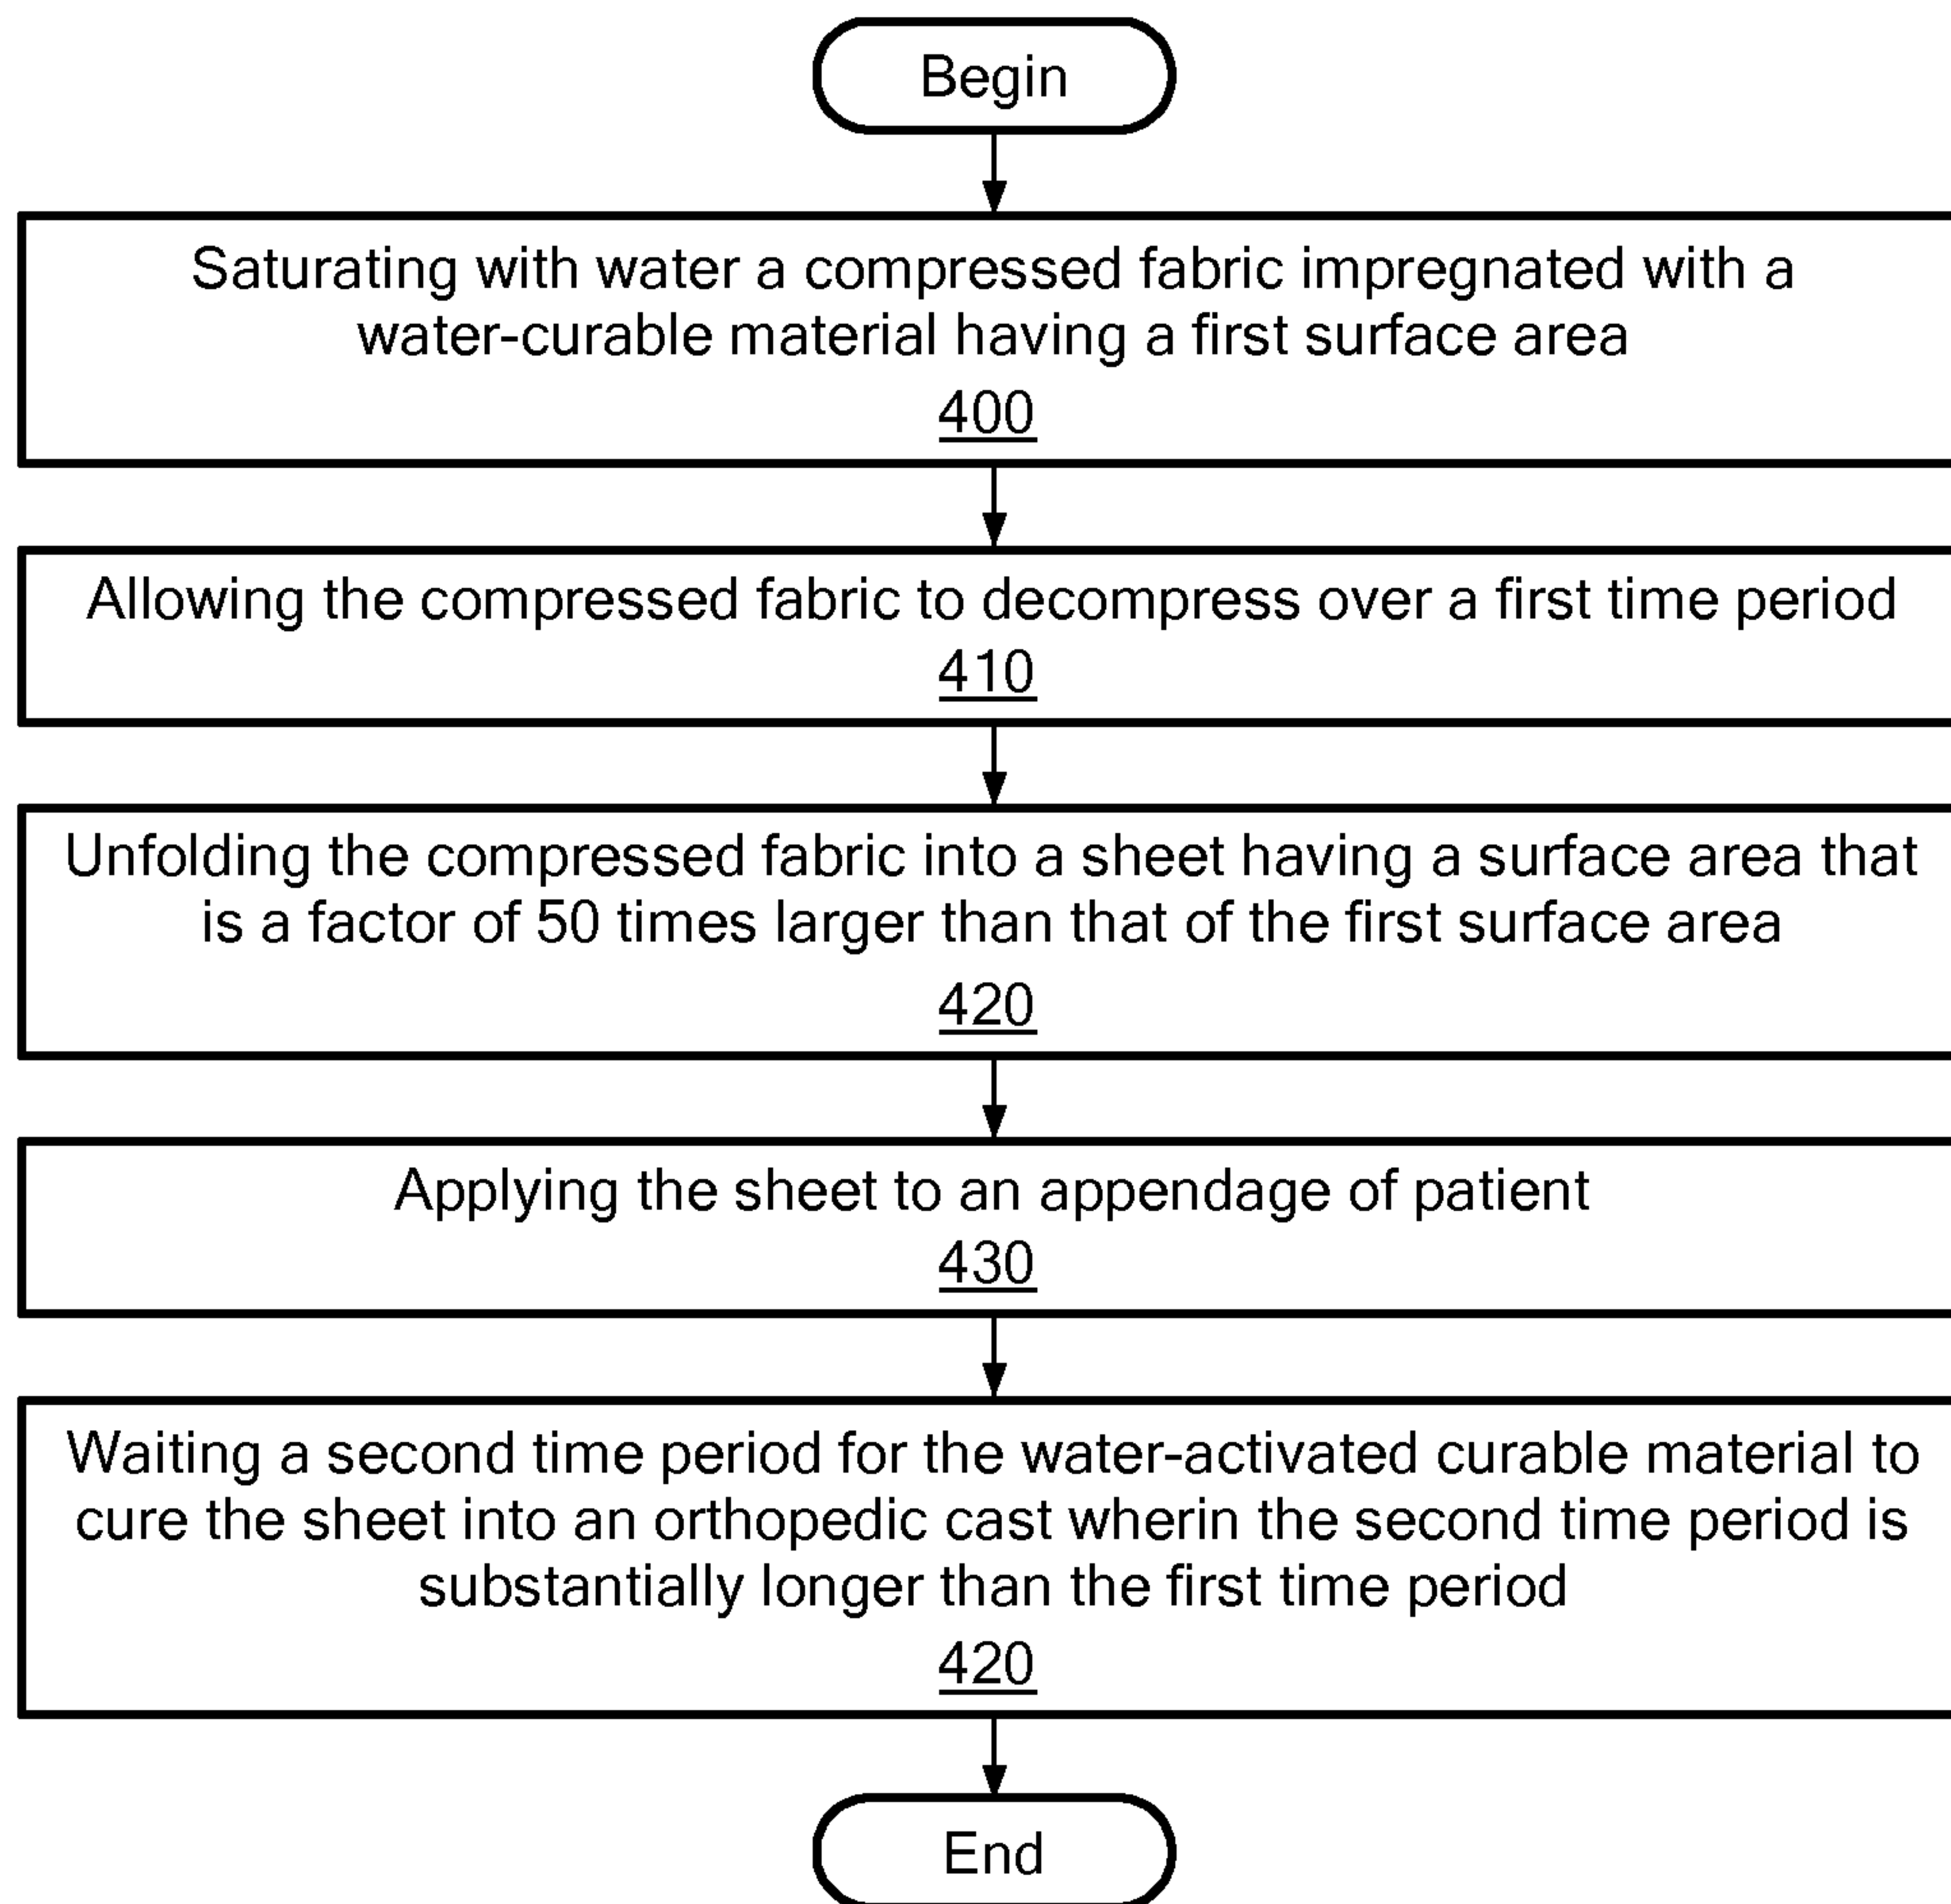 Begin
Saturating with water a compressed fabric impregnated with a
water-curable material having a first surface area
400
Allowing the compressed fabric to decompress over a first time period
410
Unfolding the compressed fabric into a sheet having a surface area that
is a factor of 50 times larger than that of the first surface area
420
Applying the sheet to an appendage of patient
430
Waiting a second time period for the water-activated curable material to
cure the sheet into an orthopedic cast wherin the second time period is
substantially longer than the first time period
420
End